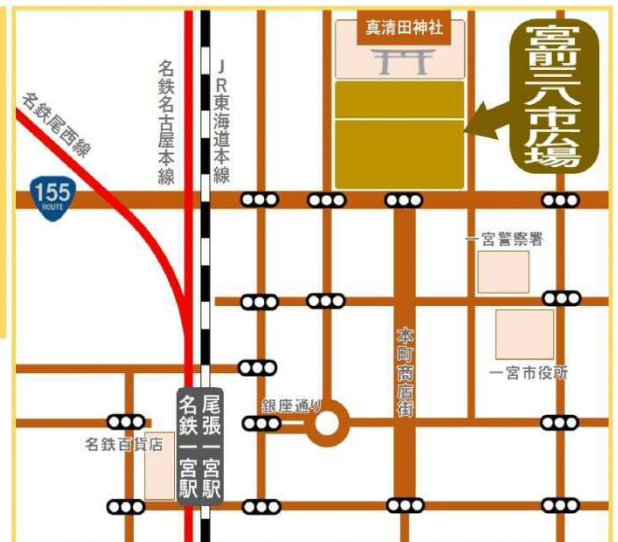 真清田神社
宮前三八市広場
名鉄尾西線
名鉄名古屋本線
JR東海道本線
155
ROUTE
一宮警察署
一宮市役所
本町商店街
銀座通り
名鉄百貨店
名鉄一宮駅
尾張一宮駅